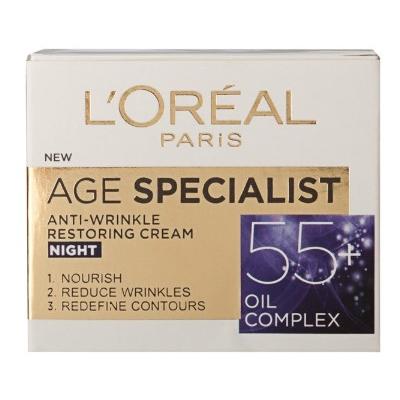 L'ORÉAL
PARIS
NEW
AGE SPECIALIST
ANTI-WRINKLE
RESTORING CREAM
NIGHT
1. NOURISH
2. REDUCE WRINKLES
3. REDEFINE CONTOURS
55+
OIL
COMPLEX